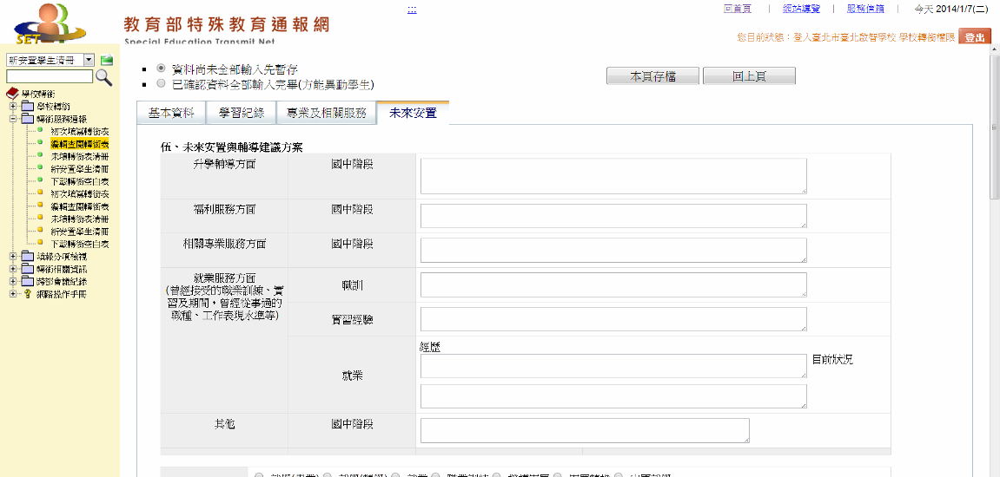 :::
回首頁 | 網站導覽 | 服務信箱 | 今天 2014/1/7(二)
SET
教育部特殊教育通報網
Special Education Transmit Net
您目前狀態：登入臺北市臺北啟智學校 學校轉銜權限 登出
新安置學生清冊
學校轉銜
學校轉銜
轉銜服務通報
初次填寫轉銜表
編輯查閱轉銜表
未填轉銜表清冊
新安置學生清冊
下載轉銜空白表
初次填寫轉銜表
編輯查閱轉銜表
未填轉銜表清冊
新安置學生清冊
下載轉銜空白表
填報分項檢視
轉銜相關資訊
跨部會議紀錄
網路操作手冊
資料尚未全部輸入先暫存
已確認資料全部輸入完畢(方能異動學生)
本頁存檔 回上頁
基本資料 學習紀錄 專業及相關服務 未來安置
伍、未來安置與輔導建議方案
升學輔導方面 國中階段
福利服務方面 國中階段
相關專業服務方面 國中階段
就業服務方面
(曾經接受的職業訓練、實
習及期間，曾經從事過的
職種、工作表現水準等)
職訓
實習經驗
就業
經歷
目前狀況
其他 國中階段